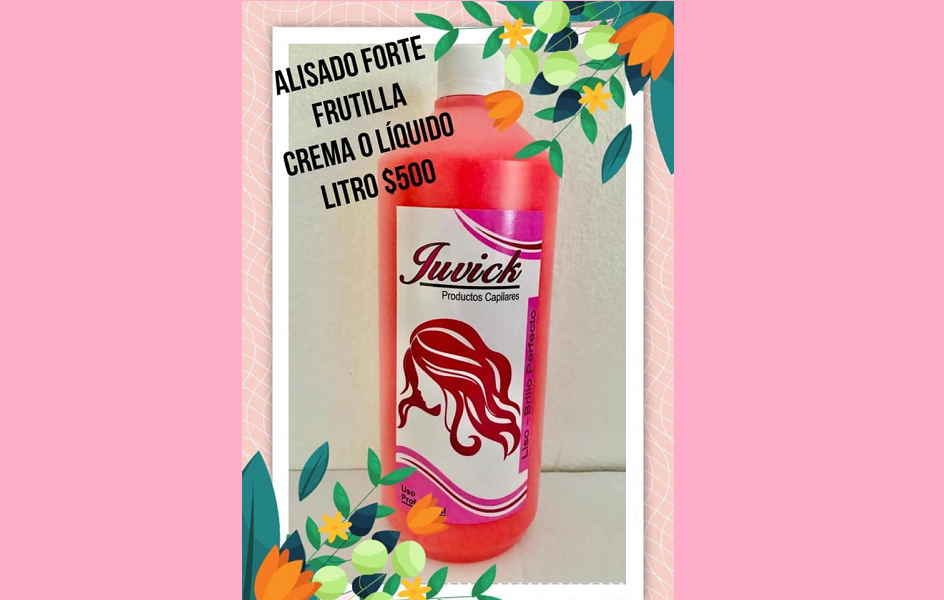 ALISADO FORTE
FRUTILLA
CREMA O LÍQUIDO
LITRO $500
Juvick
Productos Capilares
Liso - Brillo Perfecto
Uso